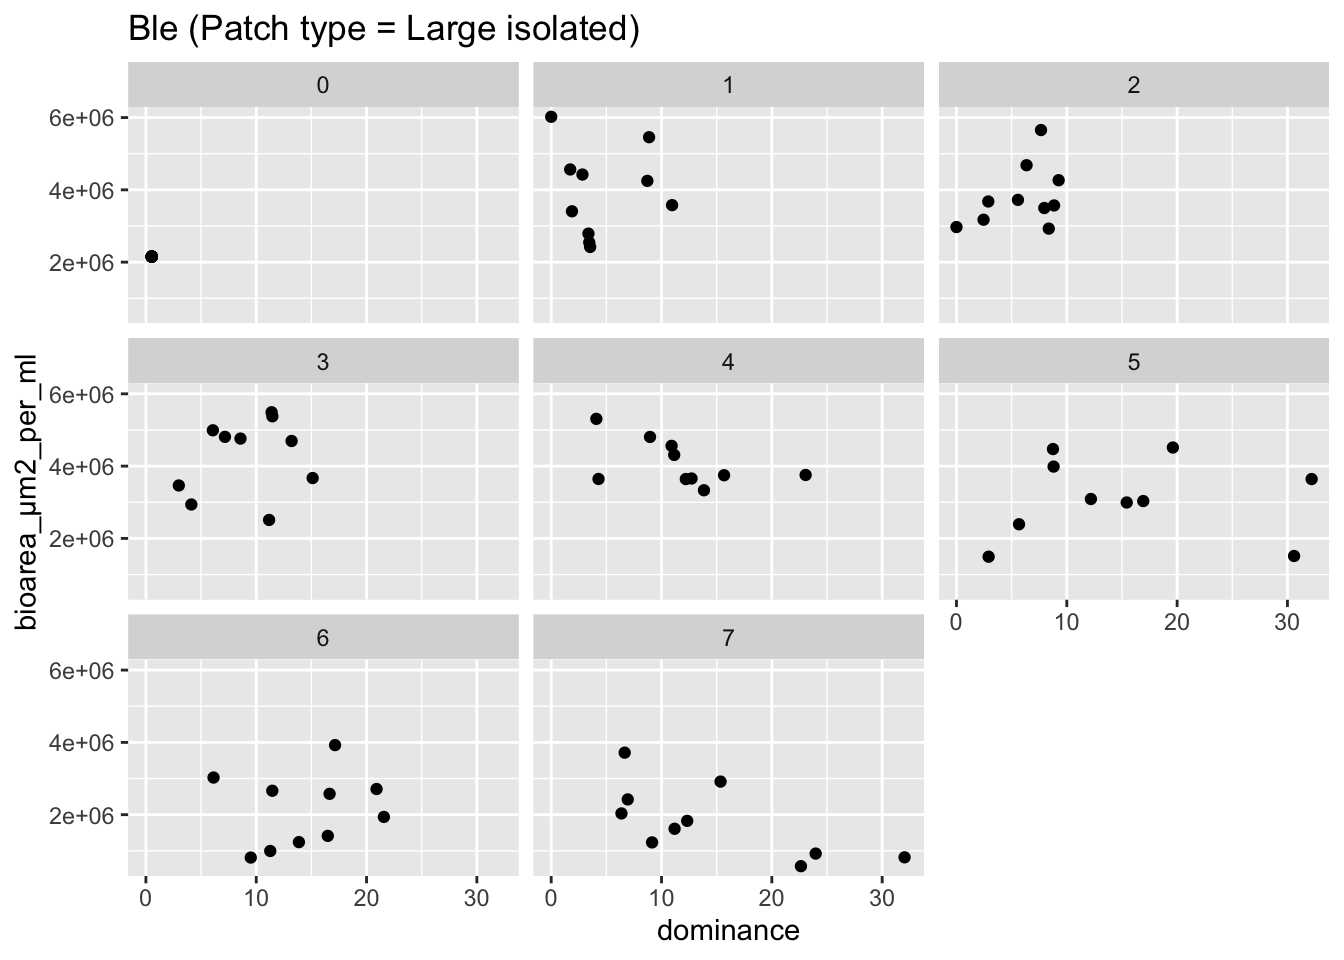 Ble (Patch type = Large isolated)
0 1 2
6e+06
4e+06
2e+06
3 4 5
6e+06
4e+06
2e+06
0 10 20 30
6 7
6e+06
4e+06
2e+06
0 10 20 30 0 10 20 30
dominance
bioarea_µm2_per_ml